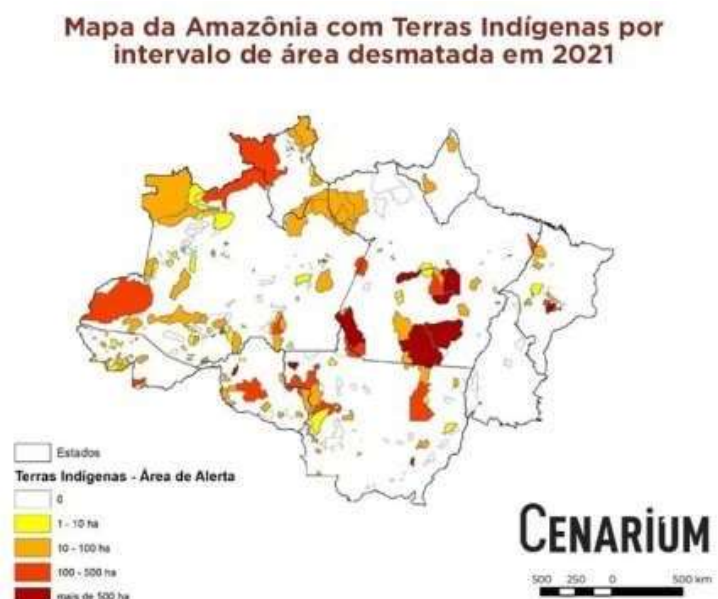 Mapa da Amazônia com Terras Indígenas por
intervalo de área desmatada em 2021
Estados
Terras Indígenas - Área de Alerta
0
1 - 10 ha
10 - 100 ha
100 - 500 ha
mais de 500 ha
CENARIUM
500 250 0 500 km